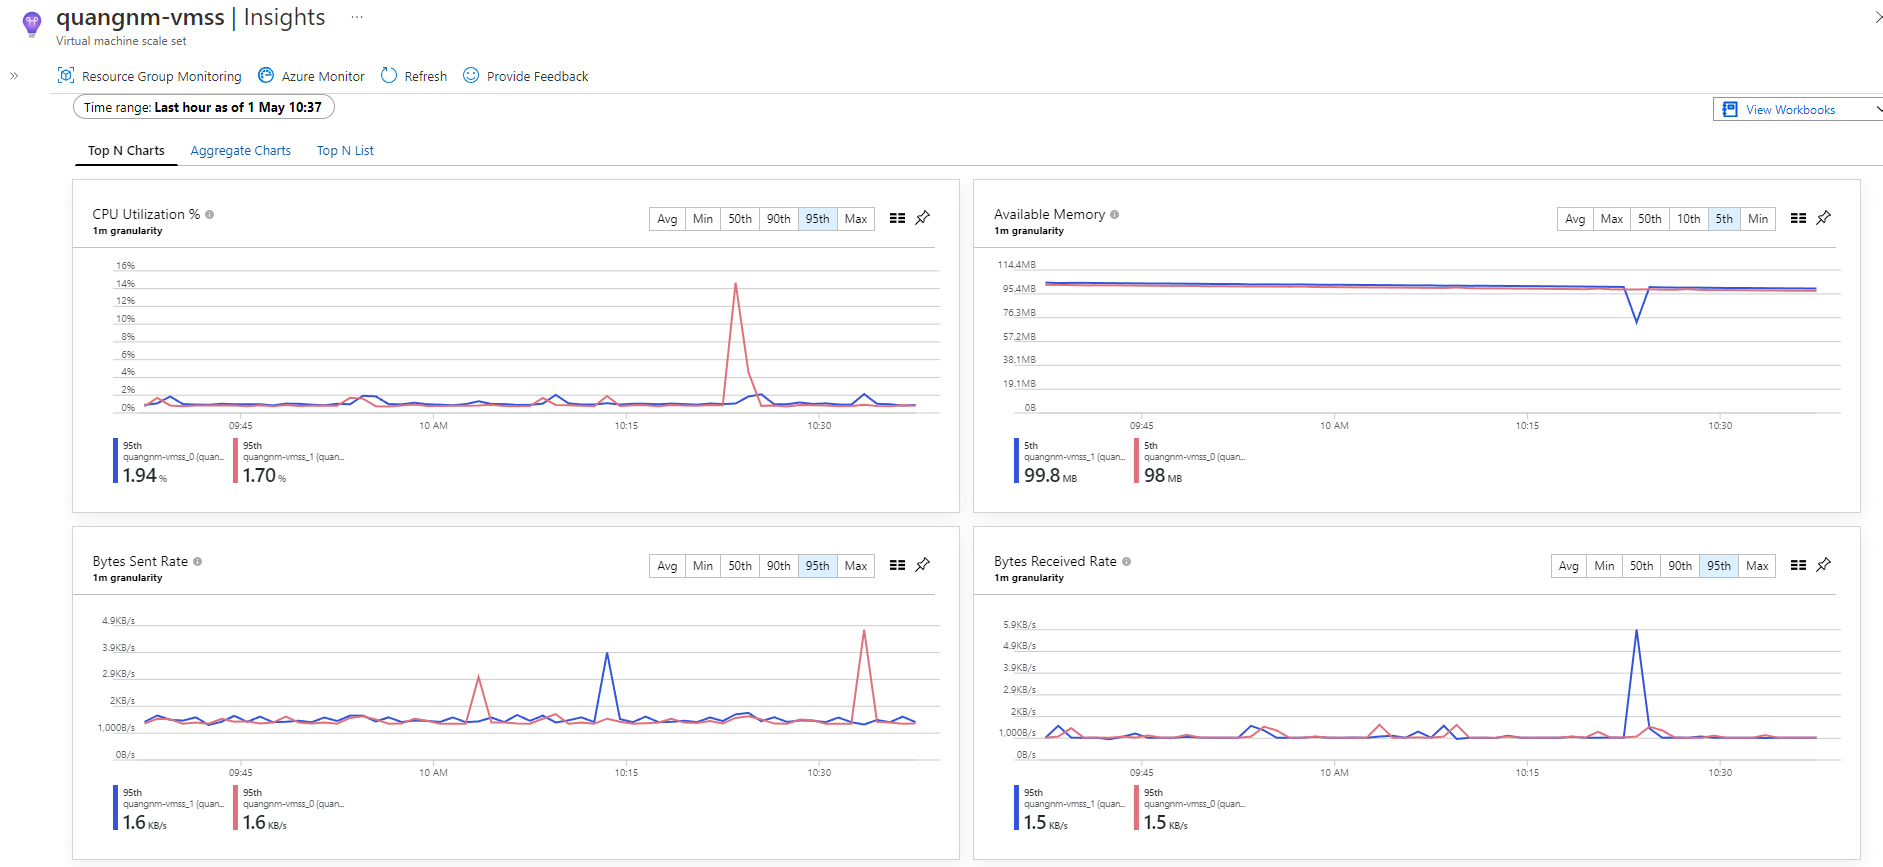 quangnm-vmss | Insights ...
Virtual machine scale set
Resource Group Monitoring Azure Monitor Refresh Provide Feedback
Time range: Last hour as of 1 May 10:37
View Workbooks
Top N Charts Aggregate Charts Top N List
CPU Utilization %
1m granularity
Avg Min 50th 90th 95th Max
16%
14%
12%
10%
8%
6%
4%
2%
0%
09:45 10 AM 10:15 10:30
95th 95th
quangnm-vmss_0 (quan... quangnm-vmss_1 (quan...
1.94 % 1.70 %
Available Memory
1m granularity
Avg Max 50th 10th 5th Min
114.4MB
95.4MB
76.3MB
57.2MB
38.1MB
19.1MB
0B
09:45 10 AM 10:15 10:30
5th 5th
quangnm-vmss_1 (quan... quangnm-vmss_0 (quan...
99.8 MB 98 MB
Bytes Sent Rate
1m granularity
Avg Min 50th 90th 95th Max
4.9KB/s
3.9KB/s
2.9KB/s
2KB/s
1,000B/s
0B/s
09:45 10 AM 10:15 10:30
95th 95th
quangnm-vmss_1 (quan... quangnm-vmss_0 (quan...
1.6 KB/s 1.6 KB/s
Bytes Received Rate
1m granularity
Avg Min 50th 90th 95th Max
5.9KB/s
4.9KB/s
3.9KB/s
2.9KB/s
2KB/s
1,000B/s
0B/s
09:45 10 AM 10:15 10:30
95th 95th
quangnm-vmss_1 (quan... quangnm-vmss_0 (quan...
1.5 KB/s 1.5 KB/s